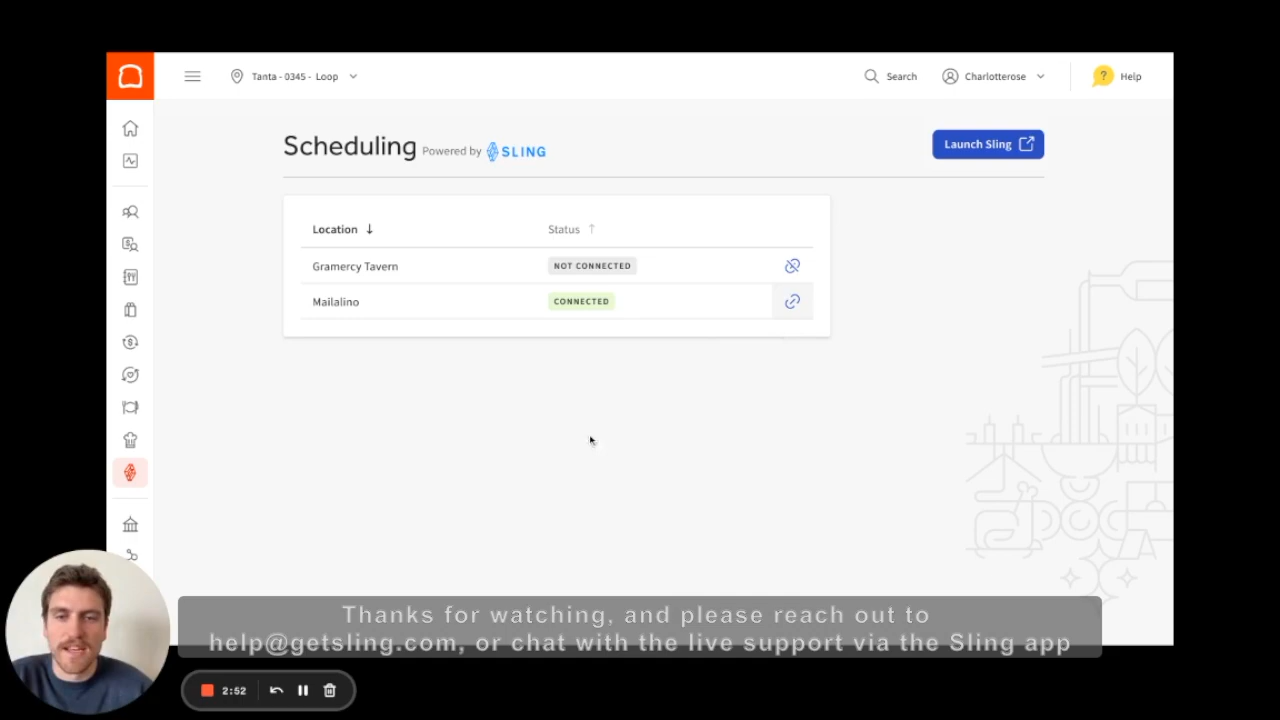 Tanta - 0345 - Loop
Search
Charlotterose
? Help
Scheduling Powered by SLING
Launch Sling
Location Status
Gramercy Tavern NOT CONNECTED
Mailalino CONNECTED
Thanks for watching, and please reach out to
help@getsling.com, or chat with the live support via the Sling app
2:52